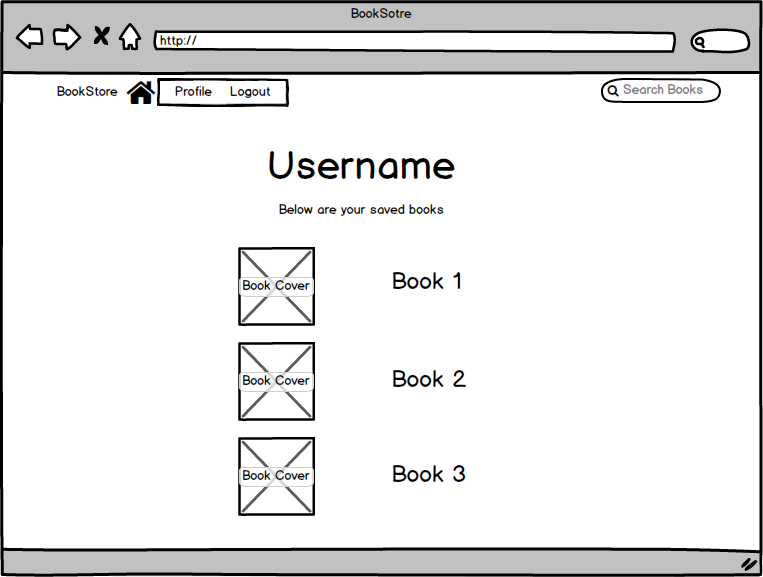 BookSotre
http://
BookStore Profile Logout Search Books
Username
Below are your saved books
Book Cover Book 1
Book Cover Book 2
Book Cover Book 3